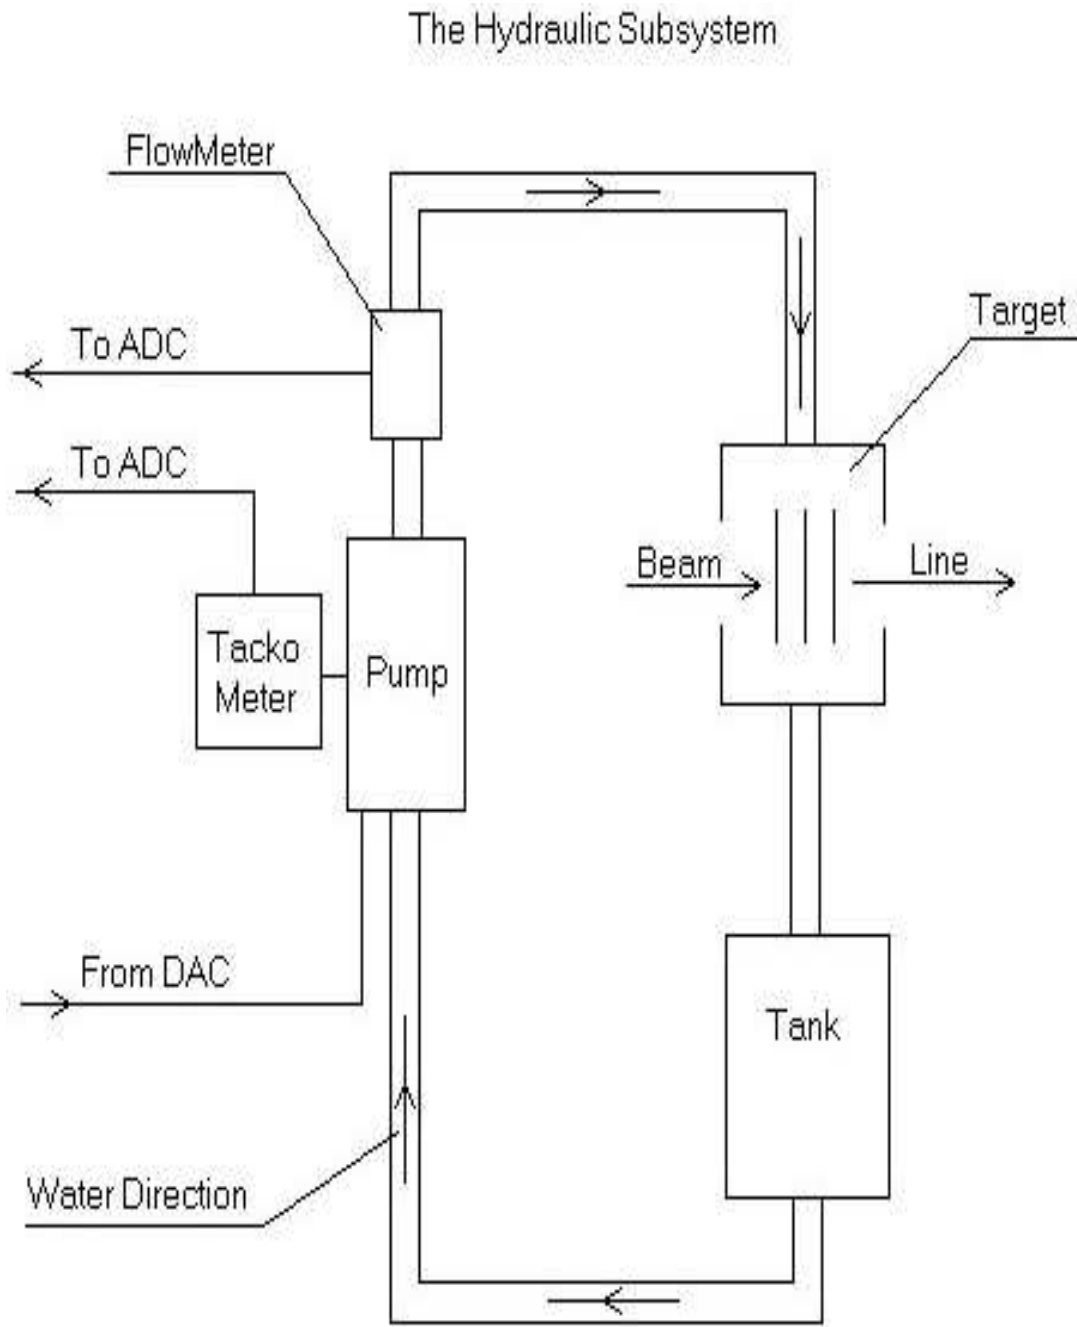 The Hydraulic Subsystem
FlowMeter
Target
To ADC
To ADC
Beam
Line
Tacko
Meter
Pump
From DAC
Tank
Water Direction